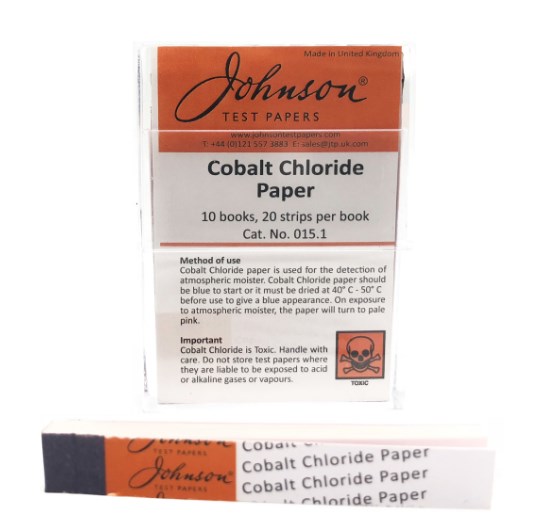 Made in United Kingdom
Johnson®
TEST PAPERS
www.johnsontestpapers.com
T: +44 (0)121 557 3883 E: sales@jtp.uk.com
Cobalt Chloride
Paper
10 books, 20 strips per book
Cat. No. 015.1
Method of use
Cobalt Chloride paper is used for the detection of
atmospheric moister. Cobalt Chloride paper should
be blue to start or it must be dried at 40° C - 50° C
before use to give a blue appearance. On exposure
to atmospheric moister, the paper will turn to pale
pink.
Important
Cobalt Chloride is Toxic. Handle with
care. Do not store test papers where
they are liable to be exposed to acid
or alkaline gases or vapours.
TOXIC
Johnson
TEST PAPERS
Cobalt
Cobalt Chloride Paper
Johnson®
Cobalt Chloride Paper
TEST PAPERS
Cobalt Chloride Paper
Johnson